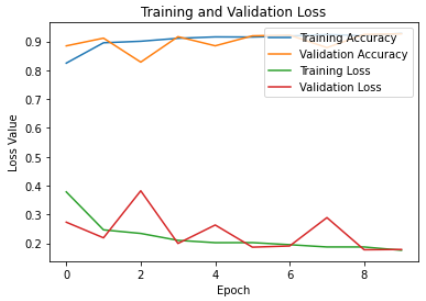 Training and Validation Loss
Training Accuracy
Validation Accuracy
Training Loss
Validation Loss
0.9
0.8
0.7
0.6
0.5
0.4
0.3
0.2
Loss Value
0 2 4 6 8
Epoch